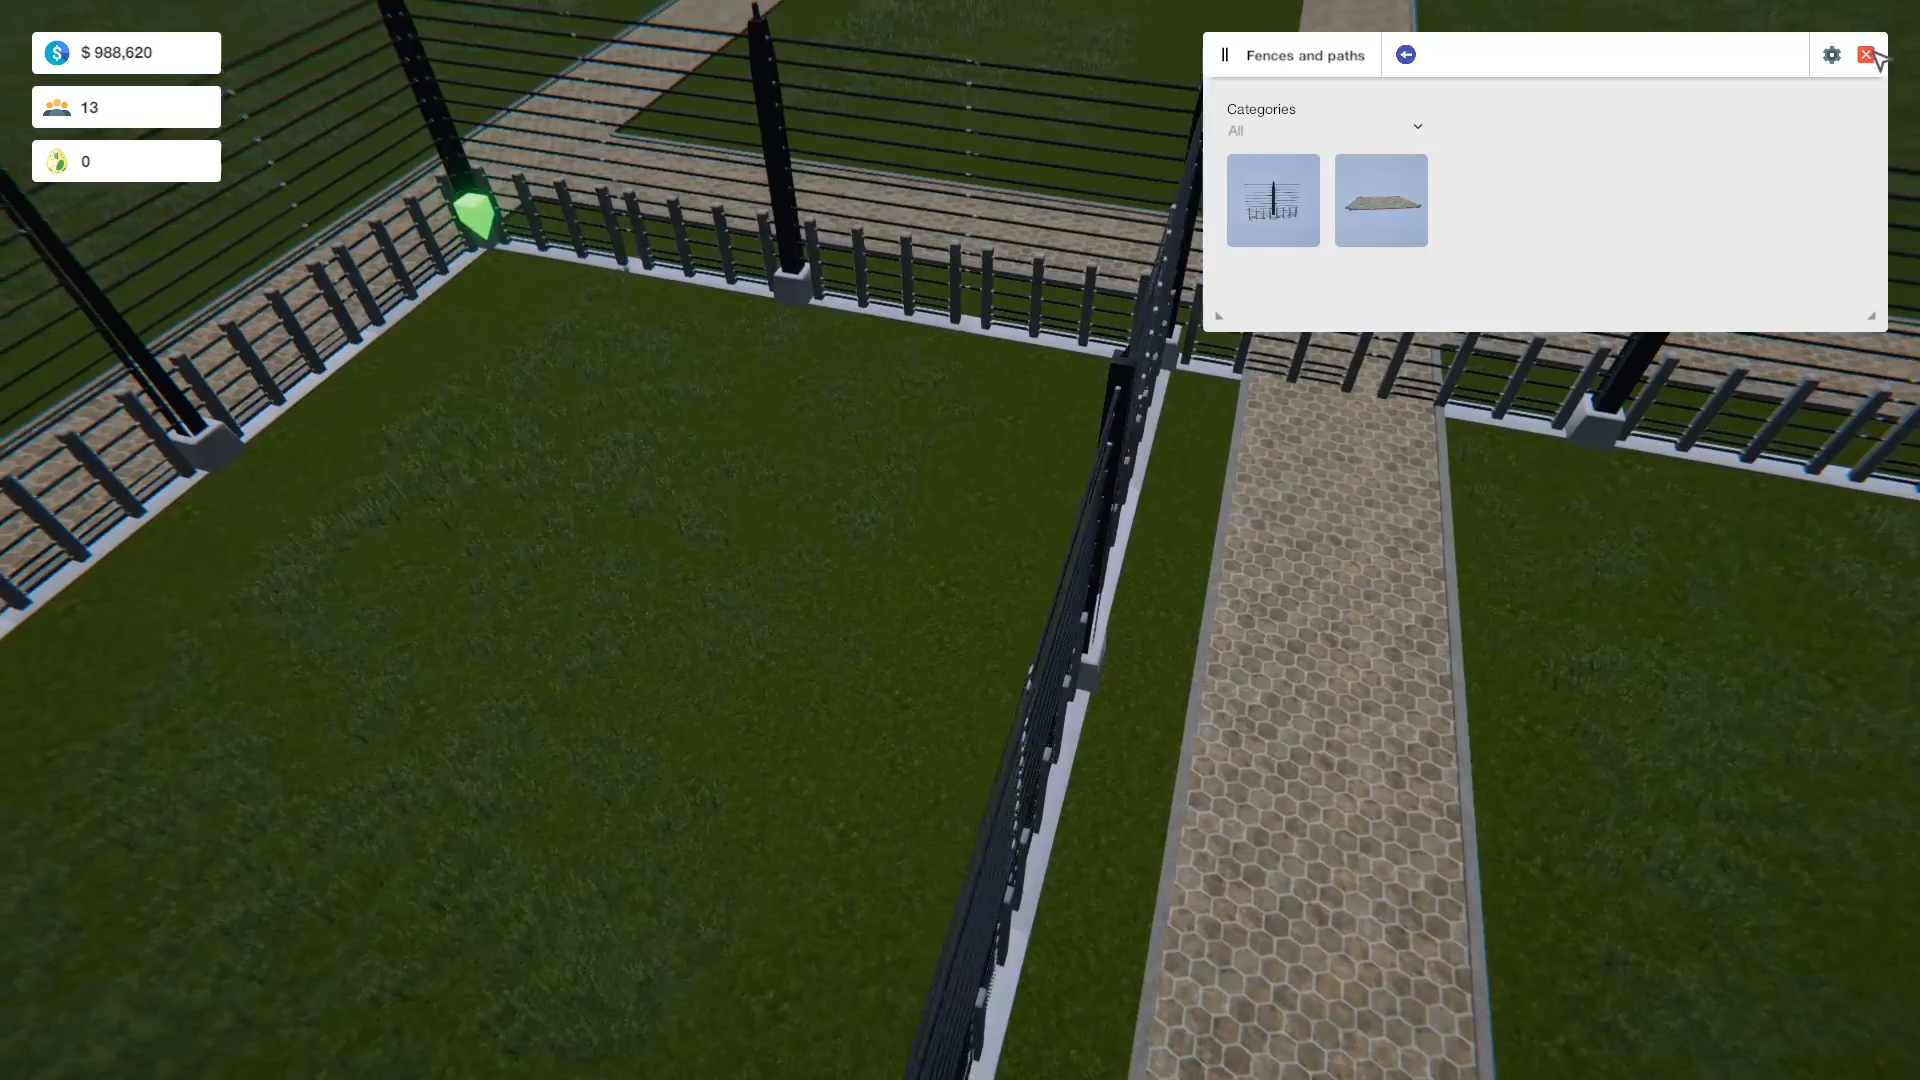 $ 988,620
13
0
Fences and paths
Categories
All